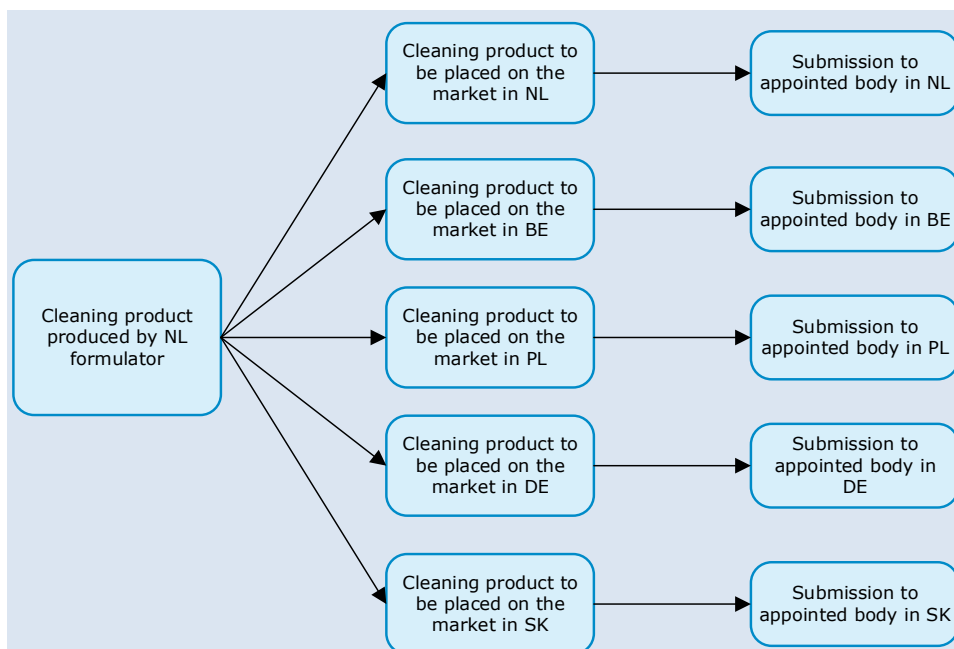 Cleaning product
produced by NL
formulator
Cleaning product to
be placed on the
market in NL
Submission to
appointed body in NL
Cleaning product to
be placed on the
market in BE
Submission to
appointed body in BE
Cleaning product to
be placed on the
market in PL
Submission to
appointed body in PL
Cleaning product to
be placed on the
market in DE
Submission to
appointed body in
DE
Cleaning product to
be placed on the
market in SK
Submission to
appointed body in SK